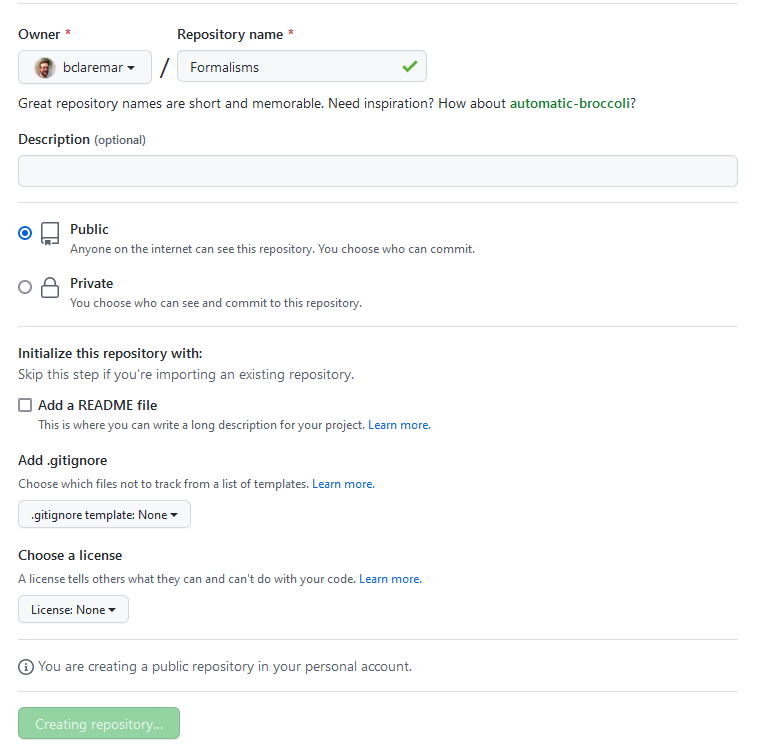 Owner * Repository name *
bclaremar / Formalisms
Great repository names are short and memorable. Need inspiration? How about automatic-broccoli?
Description (optional)
Public
Anyone on the internet can see this repository. You choose who can commit.
Private
You choose who can see and commit to this repository.
Initialize this repository with:
Skip this step if you're importing an existing repository.
Add a README file
This is where you can write a long description for your project. Learn more.
Add .gitignore
Choose which files not to track from a list of templates. Learn more.
.gitignore template: None
Choose a license
A license tells others what they can and can't do with your code. Learn more.
License: None
You are creating a public repository in your personal account.
Creating repository...